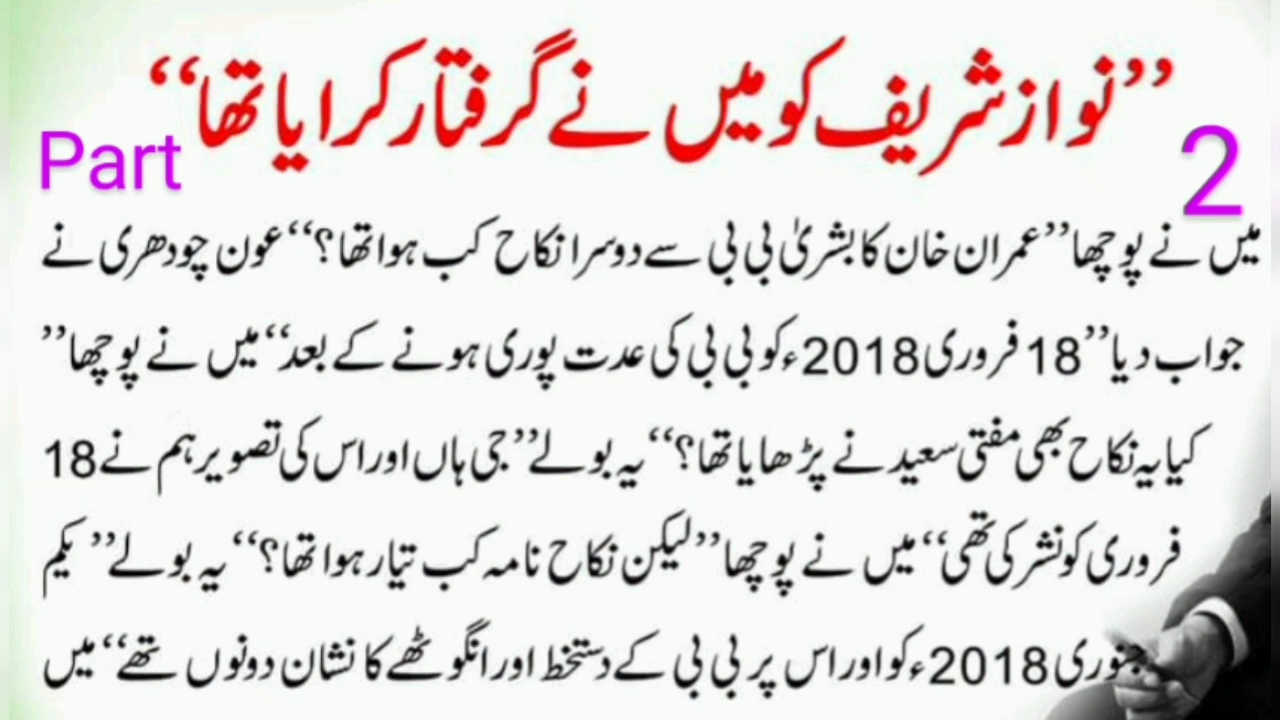 ’’نواز شریف کو میں نے گرفتار کرایا تھا‘‘
Part 2
میں نے پوچھا ’’عمران خان کا بشریٰ بی بی سے دوسرا نکاح کب ہوا تھا؟‘‘ عون چودھری نے
جواب دیا ’’18 فروری 2018ء کو بی بی کی عدت پوری ہونے کے بعد‘‘ میں نے پوچھا ’’
کیا یہ نکاح بھی مفتی سعید نے پڑھایا تھا؟‘‘ یہ بولے ’’جی ہاں اور اس کی تصویر ہم نے 18
فروری کو نشر کی تھی‘‘ میں نے پوچھا ’’لیکن نکاح نامہ کب تیار ہوا تھا؟‘‘ یہ بولے ’’یکم
جنوری 2018ء کو اور اس پر بی بی کے دستخط اور انگوٹھے کا نشان دونوں تھے‘‘ میں